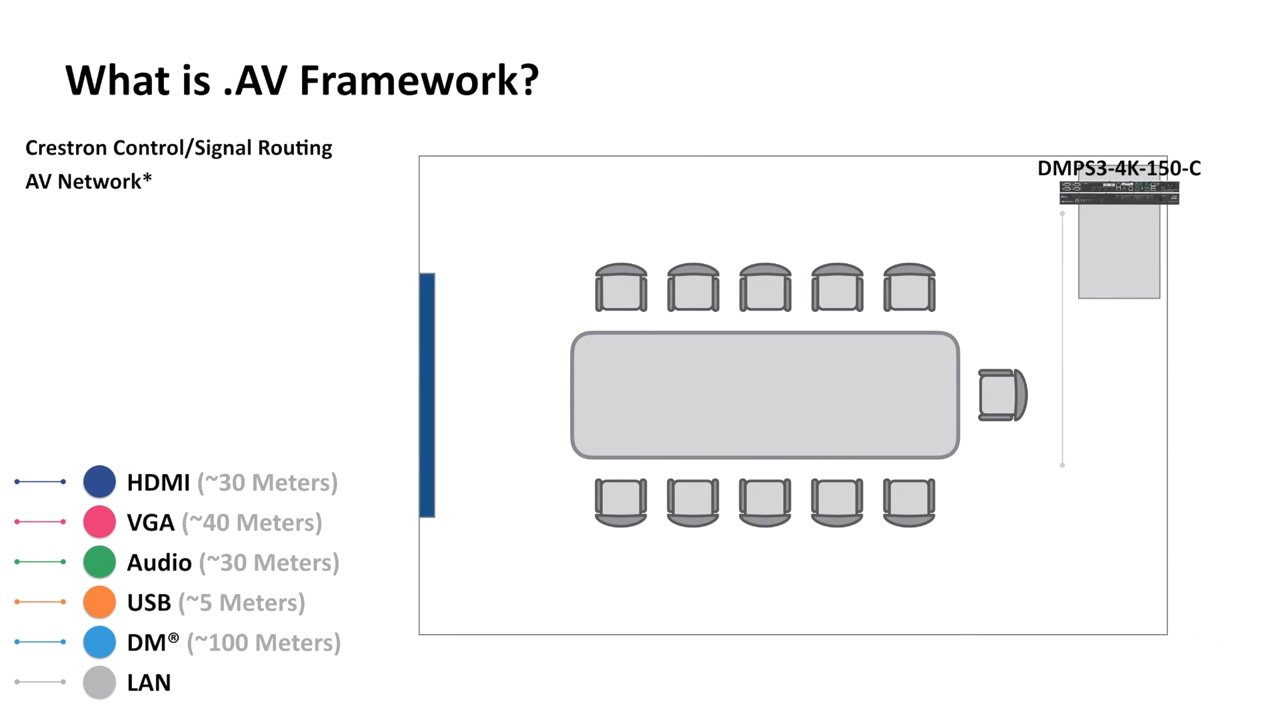 What is .AV Framework?
Crestron Control/Signal Routing
AV Network*
DMPS3-4K-150-C
HDMI (~30 Meters)
VGA (~40 Meters)
Audio (~30 Meters)
USB (~5 Meters)
DM® (~100 Meters)
LAN